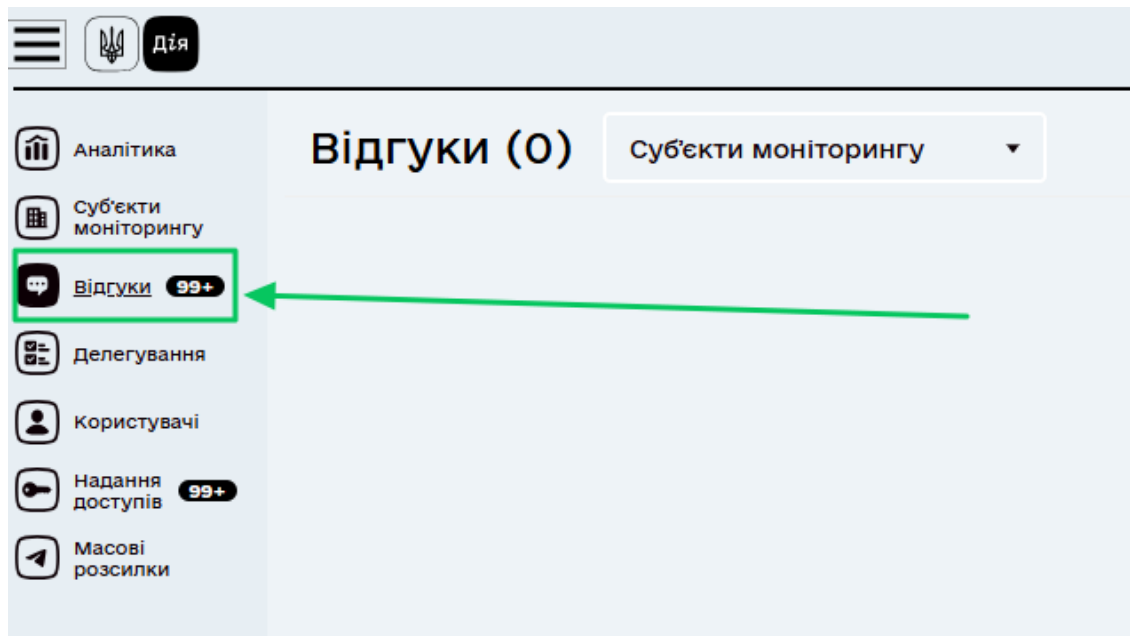 Дія
Аналітика
Відгуки (0)
Суб’єкти моніторингу
Суб'єкти
моніторингу
Відгуки 99+
Делегування
Користувачі
Надання
доступів 99+
Масові
розсилки